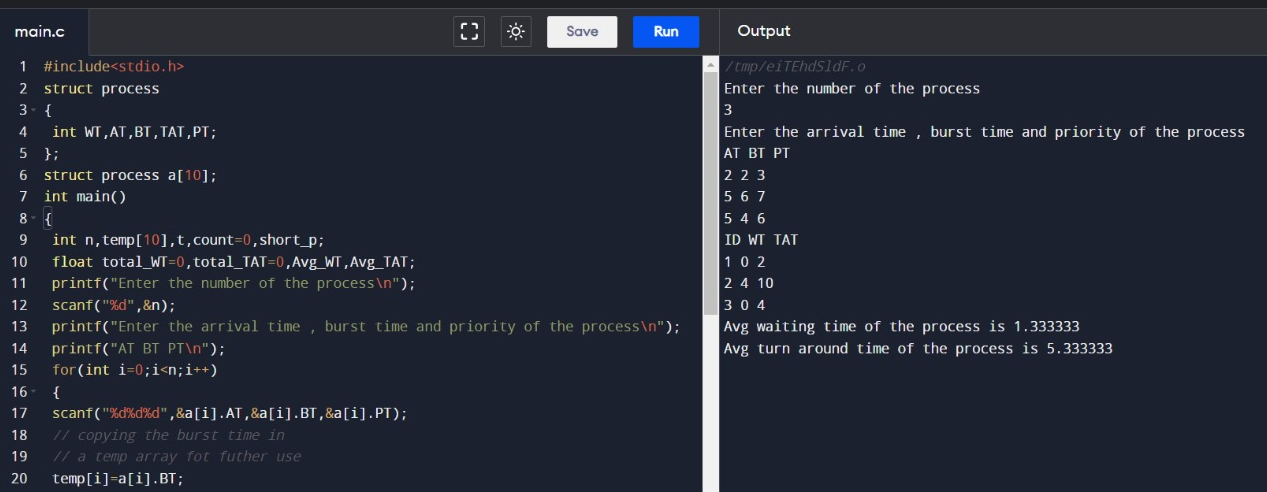 main.c Save Run Output
1 #include<stdio.h>
2 struct process
3 {
4 int WT,AT,BT,TAT,PT;
5 };
6 struct process a[10];
7 int main()
8 {
9 int n,temp[10],t,count=0,short_p;
10 float total_WT=0,total_TAT=0,Avg_WT,Avg_TAT;
11 printf("Enter the number of the process\n");
12 scanf("%d",&n);
13 printf("Enter the arrival time , burst time and priority of the process\n");
14 printf("AT BT PT\n");
15 for(int i=0;i<n;i++)
16 {
17 scanf("%d%d%d",&a[i].AT,&a[i].BT,&a[i].PT);
18 // copying the burst time in
19 // a temp array fot futher use
20 temp[i]=a[i].BT;
/tmp/eiTEhdSldF.o
Enter the number of the process
3
Enter the arrival time , burst time and priority of the process
AT BT PT
2 2 3
5 6 7
5 4 6
ID WT TAT
1 0 2
2 4 10
3 0 4
Avg waiting time of the process is 1.333333
Avg turn around time of the process is 5.333333